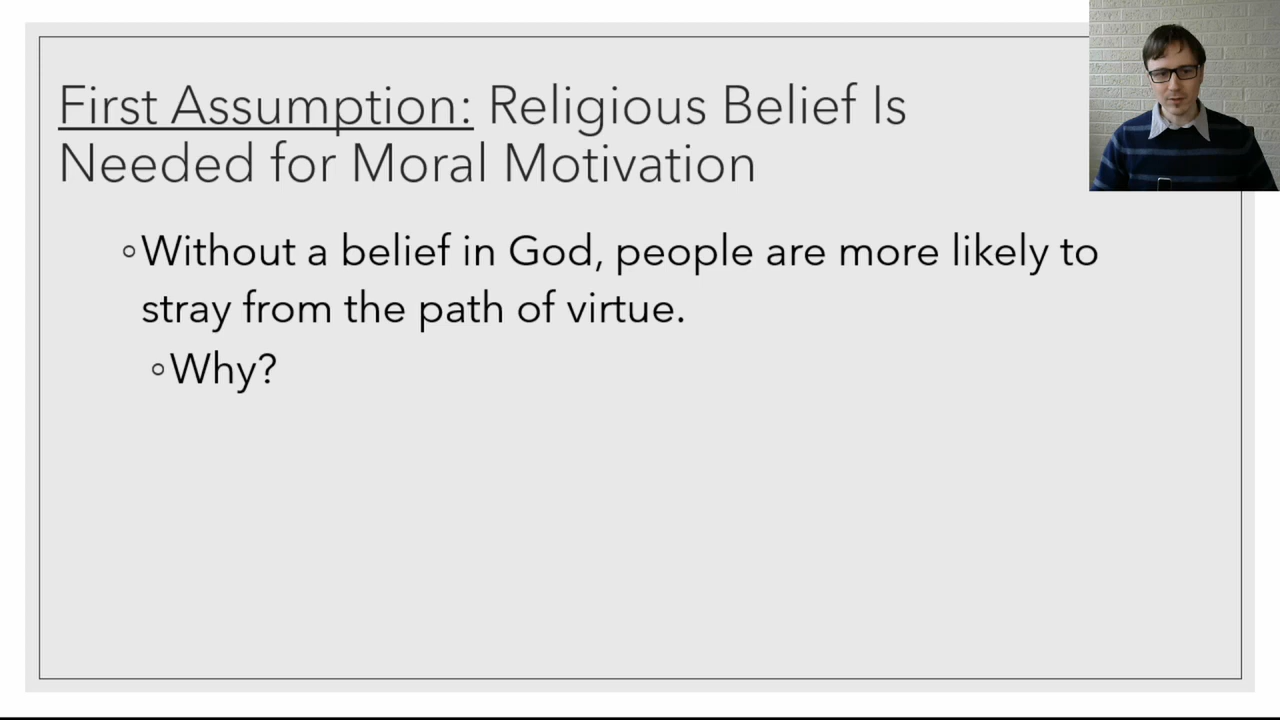 First Assumption: Religious Belief Is
Needed for Moral Motivation
◦Without a belief in God, people are more likely to
stray from the path of virtue.
◦Why?